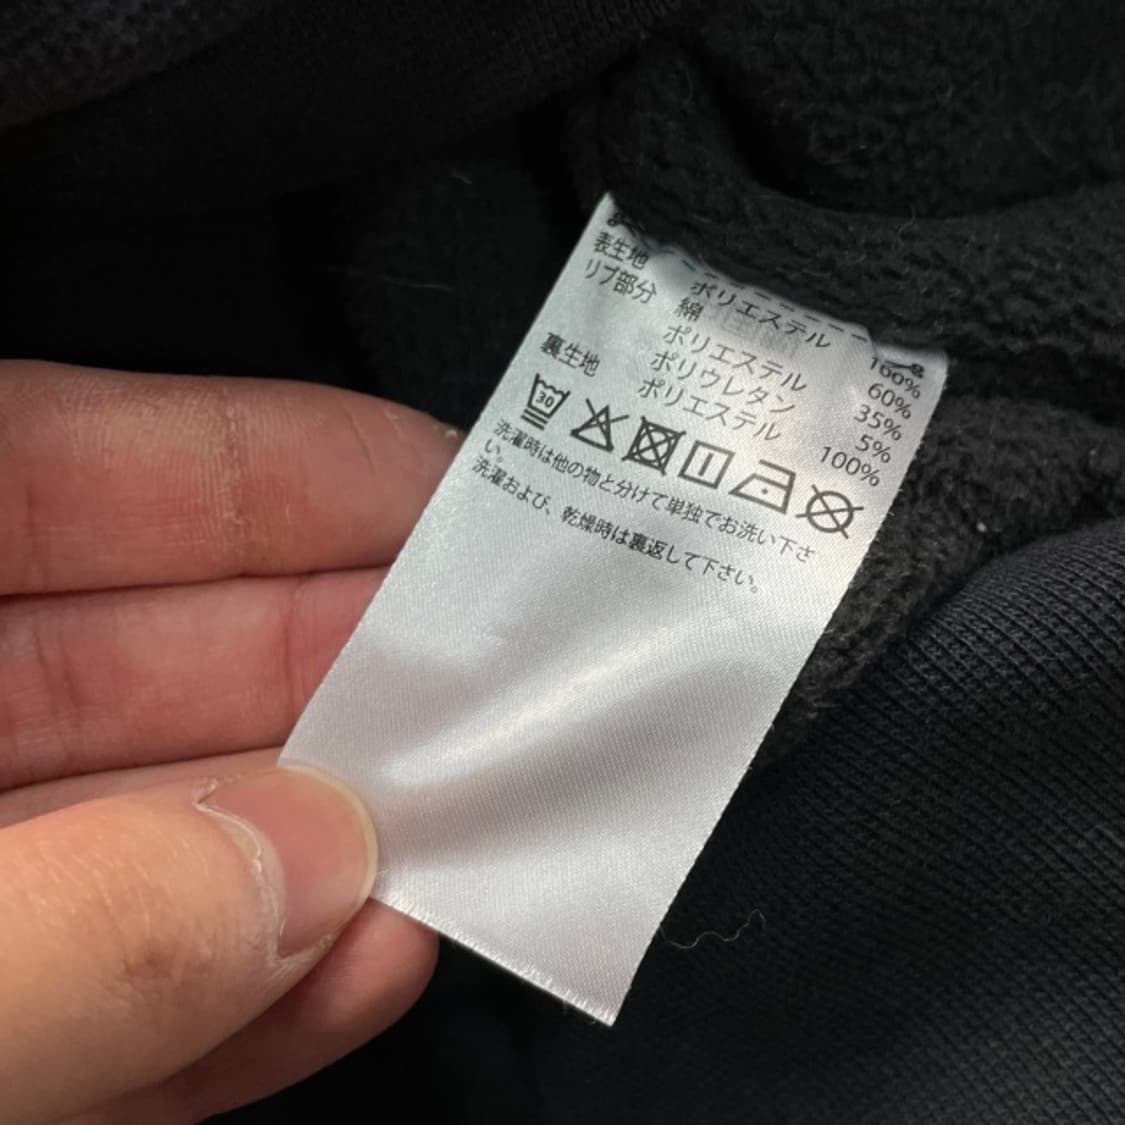 表生地 ポリエステル 100%
リブ部分 綿 60%
ポリエステル 35%
ポリウレタン 5%
裏生地 ポリエステル 100%
30
洗濯時は他の物と分けて単独でお洗い下さ
い。
洗濯および、乾燥時は裏返して下さい。